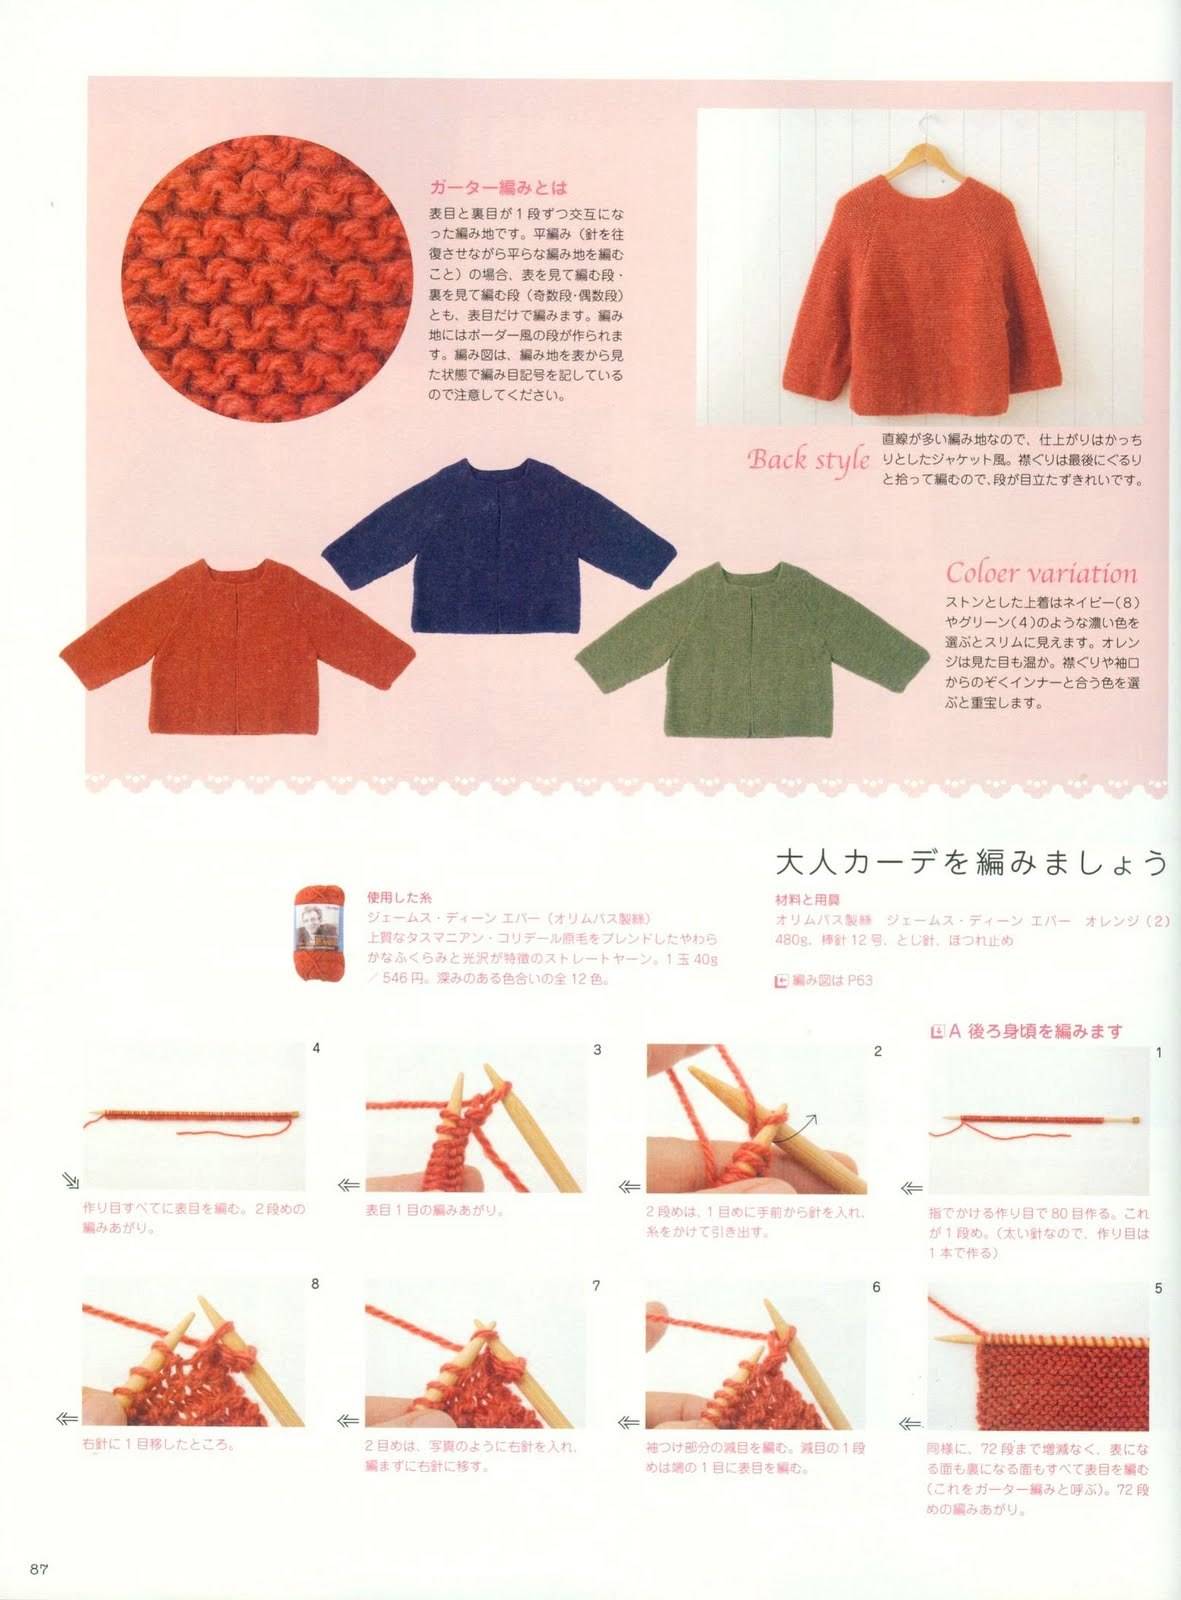 ガーター編みとは
表目と裏目が1段ずつ交互にな
った編み地です。平編み（針を往
復させながら平らな編み地を編む
こと）の場合、表を見て編む段・
裏を見て編む段（奇数段・偶数段）
とも、表目だけで編みます。編み
地にはボーダー風の段が作られま
す。編み図は、編み地を表から見
た状態で編み目記号を記している
ので注意してください。
Back style
直線が多い編み地なので、仕上がりはかっち
りとしたジャケット風。襟ぐりは最後にぐるり
と拾って編むので、段が目立たずきれいです。
Coloer variation
ストンとした上着はネイビー(8)
やグリーン(4)のような濃い色を
選ぶとスリムに見えます。オレン
ジは見た目も温か。襟ぐりや袖口
からのぞくインナーと合う色を選
ぶと重宝します。
大人カーデを編みましょう
使用した糸
ジェームス・ディーン エバー（オリムパス製絲）
上質なタスマニアン・コリデール原毛をブレンドしたやわら
かなふくらみと光沢が特徴のストレートヤーン。1玉40g
／546円。深みのある色合いの全12色。
材料と用具
オリムパス製絲　ジェームス・ディーン エバー　オレンジ（2）
480g、棒針12号、とじ針、ほつれ止め
編み図はP63
A 後ろ身頃を編みます
1
指でかける作り目で80目作る。これ
が1段め。（太い針なので、作り目は
1本で作る）
2
2段めは、1目めに手前から針を入れ、
糸をかけて引き出す。
3
表目1目の編みあがり。
4
作り目すべてに表目を編む。2段めの
編みあがり。
5
同様に、72段まで増減なく、表にな
る面も裏になる面もすべて表目を編む
（これをガーター編みと呼ぶ）。72段
めの編みあがり。
6
袖つけ部分の減目を編む。減目の1段
めは端の1目に表目を編む。
7
2目めは、写真のように右針を入れ、
編まずに右針に移す。
8
右針に1目移したところ。
87